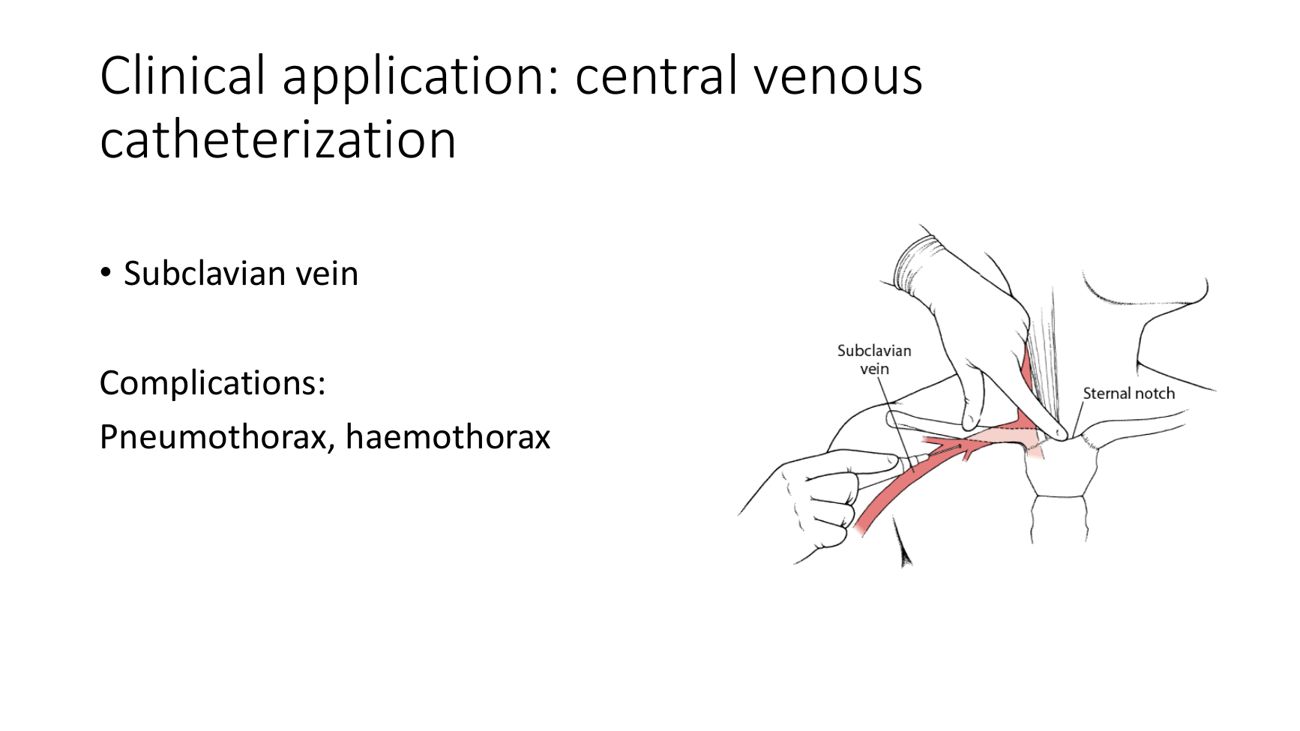 Clinical application: central venous
catheterization
• Subclavian vein
Complications:
Pneumothorax, haemothorax
Subclavian
vein
Sternal notch